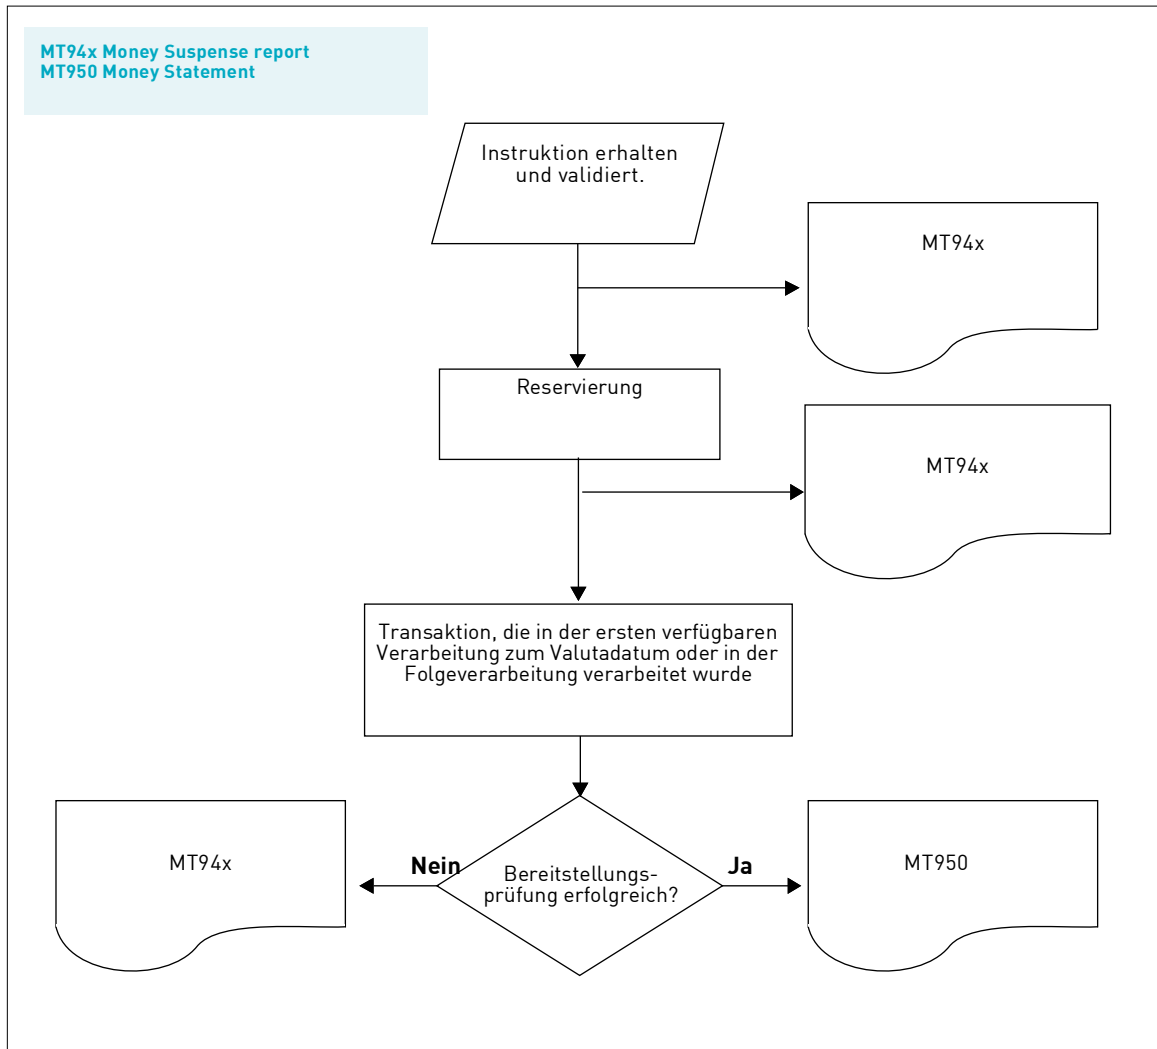 MT94x Money Suspense report
MT950 Money Statement
Instruktion erhalten
und validiert.
MT94x
Reservierung
MT94x
Transaktion, die in der ersten verfügbaren
Verarbeitung zum Valutadatum oder in der
Folgeverarbeitung verarbeitet wurde
MT94x
Nein
Bereitstellungs-
prüfung erfolgreich?
Ja
MT950